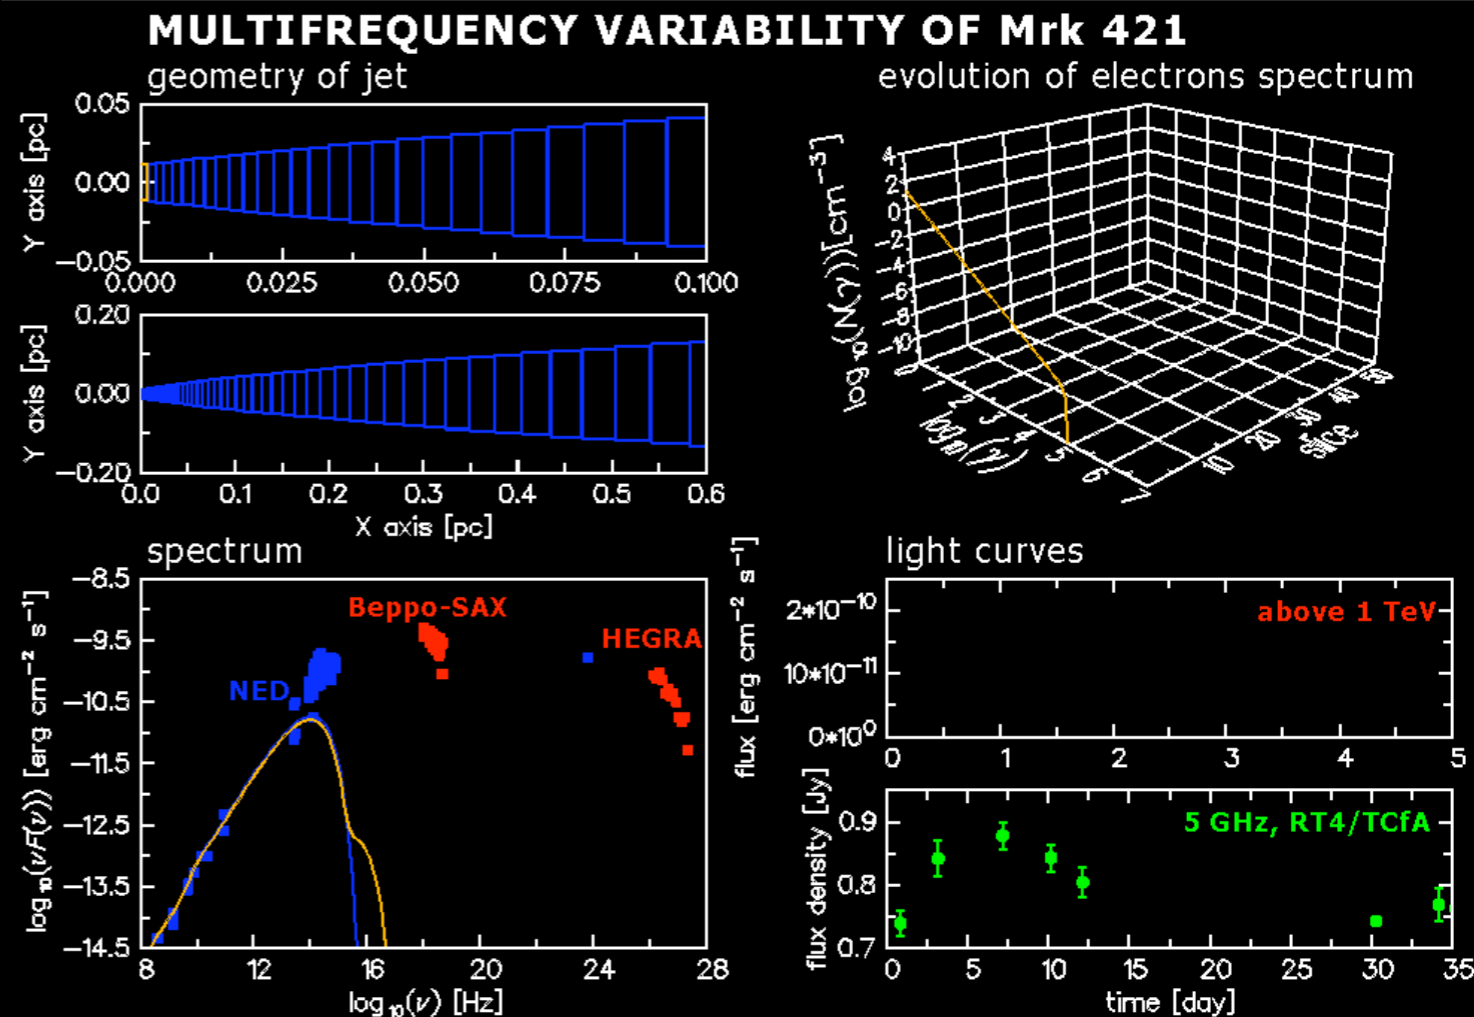 MULTIFREQUENCY VARIABILITY OF Mrk 421
geometry of jet
Y axis [pc]
0.05
0.00
−0.05
0.000 0.025 0.050 0.075 0.100
Y axis [pc]
0.20
0.00
−0.20
0.0 0.1 0.2 0.3 0.4 0.5 0.6
X axis [pc]
evolution of electrons spectrum
log₁₀(N(γ))[cm⁻³]
4
2
0
−2
−4
−6
−8
−10
0 1 2 3 4 5 6 7
log₁₀(γ)
10 20 30 40 50
slice
spectrum
log₁₀(νF(ν)) [erg cm⁻² s⁻¹]
−8.5
−9.5
−10.5
−11.5
−12.5
−13.5
−14.5
Beppo-SAX
HEGRA
NED
8 12 16 20 24 28
log₁₀(ν) [Hz]
light curves
flux [erg cm⁻² s⁻¹]
2*10⁻¹⁰
10*10⁻¹¹
0*10⁰
above 1 TeV
0 1 2 3 4 5
flux density [Jy]
0.9
0.8
0.7
5 GHz, RT4/TCfA
0 5 10 15 20 25 30 35
time [day]